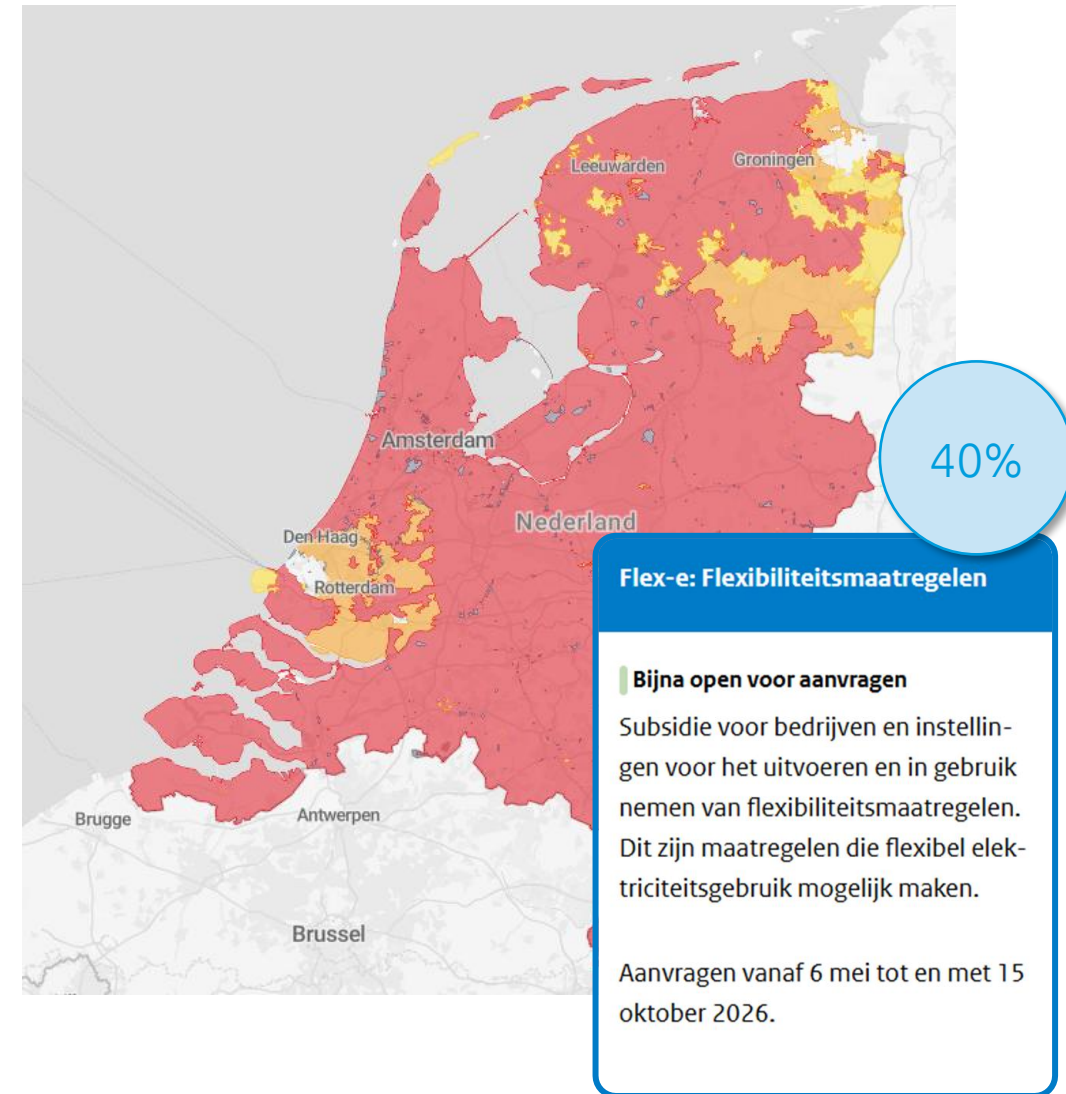 Leeuwarden
Groningen
Amsterdam
40%
Nederland
Den Haag
Rotterdam
Flex-e: Flexibiliteitsmaatregelen
Bijna open voor aanvragen
Subsidie voor bedrijven en instellin-
gen voor het uitvoeren en in gebruik
nemen van flexibiliteitsmaatregelen.
Dit zijn maatregelen die flexibel elek-
triciteitsgebruik mogelijk maken.
Aanvragen vanaf 6 mei tot en met 15
oktober 2026.
Brugge
Antwerpen
Brussel